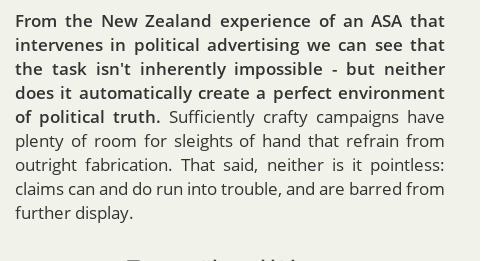 From the New Zealand experience of an ASA that
intervenes in political advertising we can see that
the task isn't inherently impossible - but neither
does it automatically create a perfect environment
of political truth. Sufficiently crafty campaigns have
plenty of room for sleights of hand that refrain from
outright fabrication. That said, neither is it pointless:
claims can and do run into trouble, and are barred from
further display.